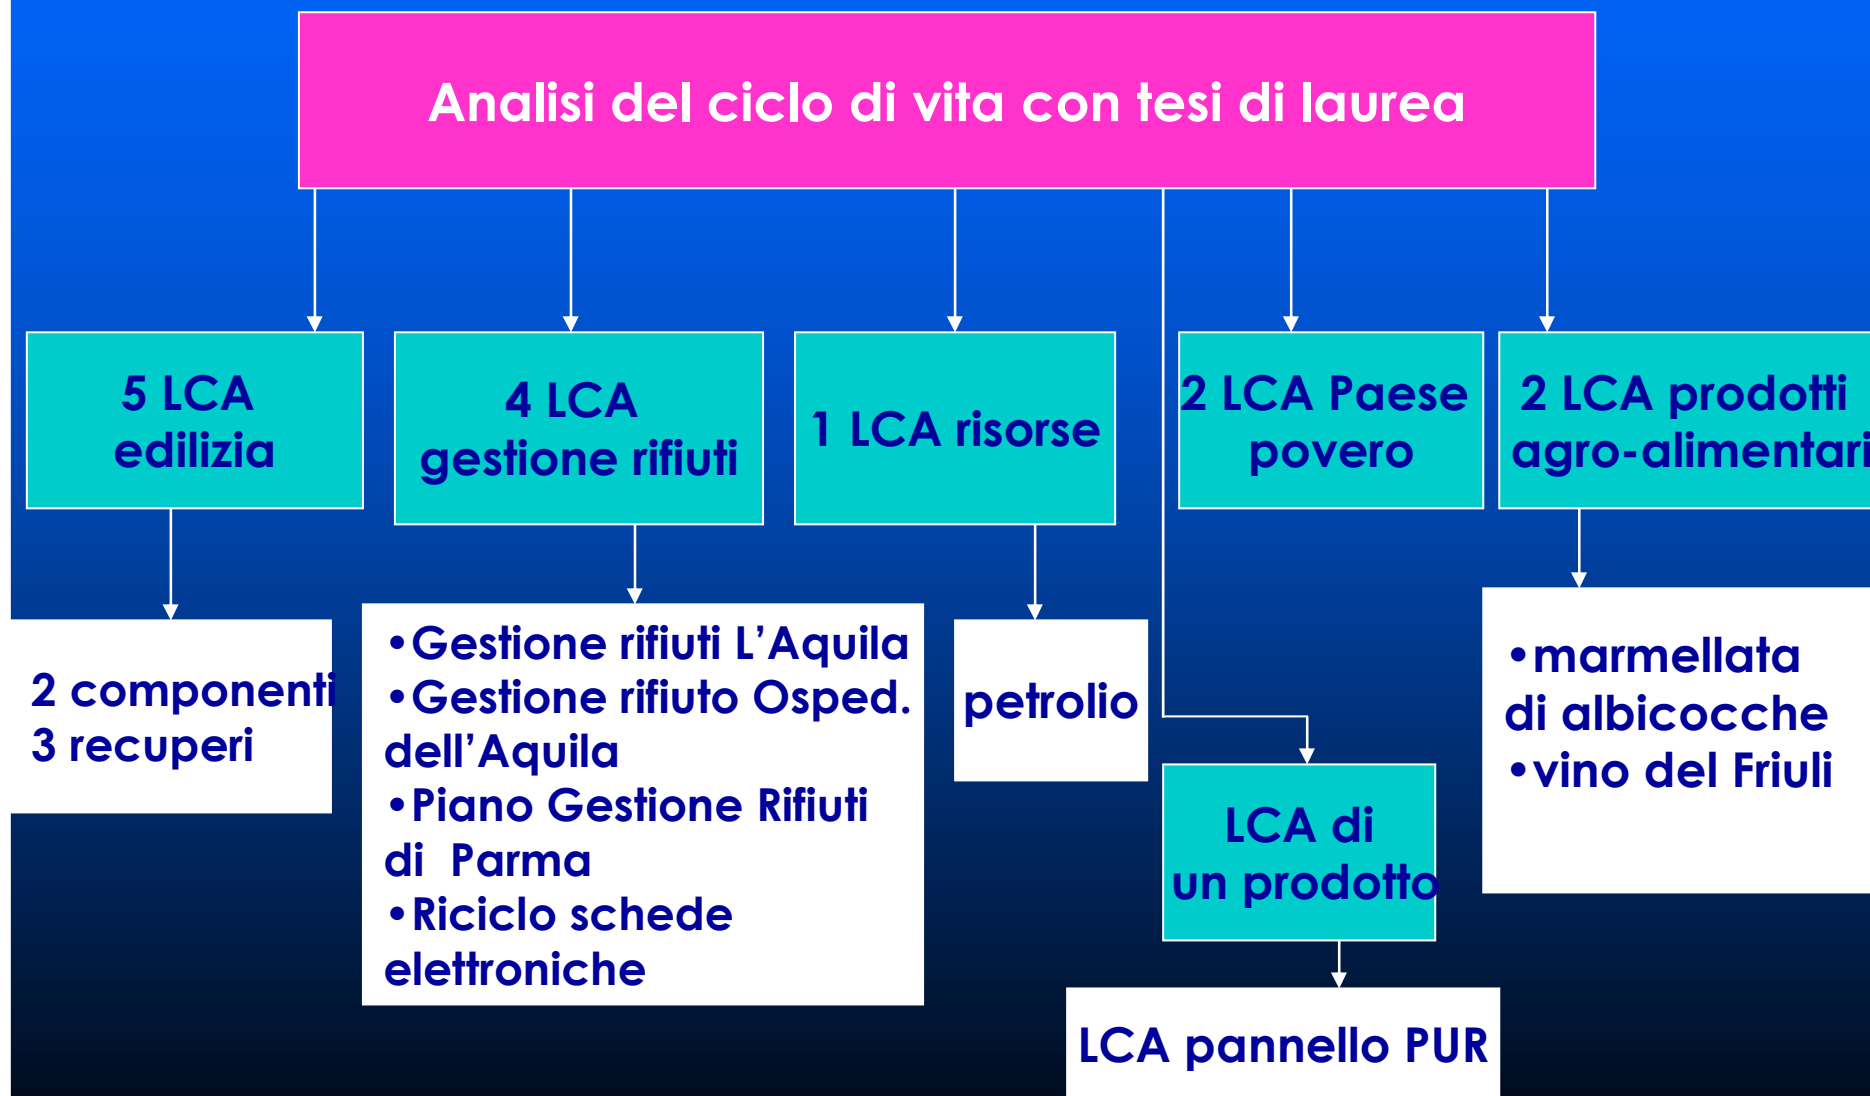 Analisi del ciclo di vita con tesi di laurea
5 LCA
edilizia
4 LCA
gestione rifiuti
1 LCA risorse
2 LCA Paese
povero
2 LCA prodotti
agro-alimentari
2 componenti
3 recuperi
•Gestione rifiuti L’Aquila
•Gestione rifiuto Osped.
dell’Aquila
•Piano Gestione Rifiuti
di Parma
•Riciclo schede
elettroniche
petrolio
LCA di
un prodotto
LCA pannello PUR
•marmellata
di albicocche
•vino del Friuli